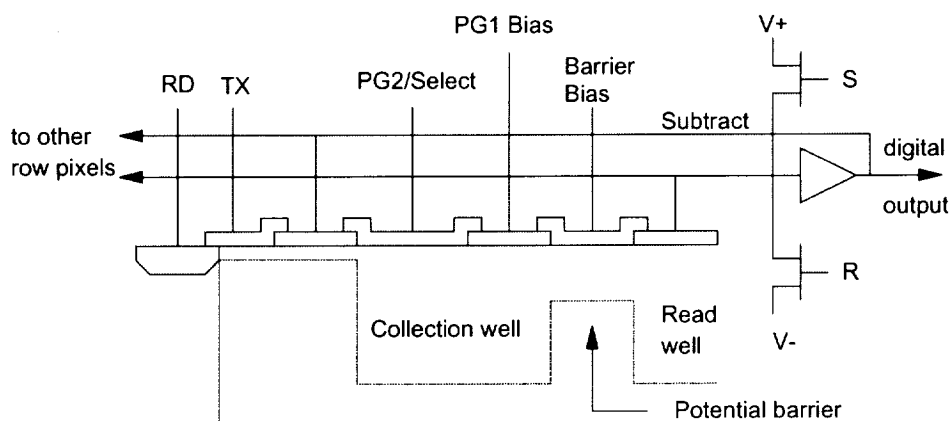 PG1 Bias
V+
RD
TX
PG2/Select
Barrier
Bias
S
to other
row pixels
Subtract
digital
output
R
Collection well
Read
well
V-
Potential barrier